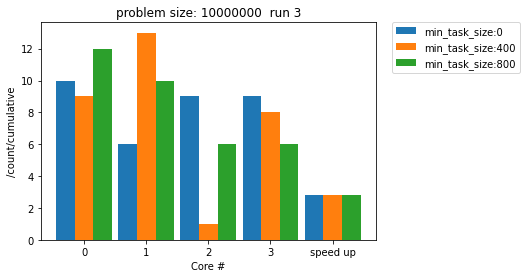 problem size: 10000000  run 3
min_task_size:0
min_task_size:400
min_task_size:800
/count/cumulative
12
10
8
6
4
2
0
0 1 2 3 speed up
Core #